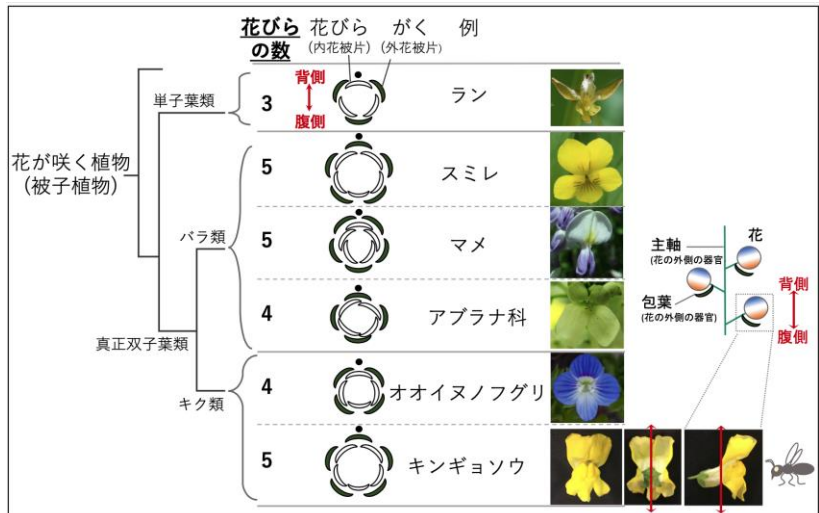 花びら
の数
花びら がく 例
(内花被片) (外花被片)
背側
腹側
単子葉類
3
ラン
花が咲く植物
(被子植物)
5
スミレ
バラ類
5
マメ
4
アブラナ科
真正双子葉類
キク類
4
オオイヌノフグリ
5
キンギョソウ
花
主軸
(花の外側の器官
背側
包葉
(花の外側の器官)
腹側